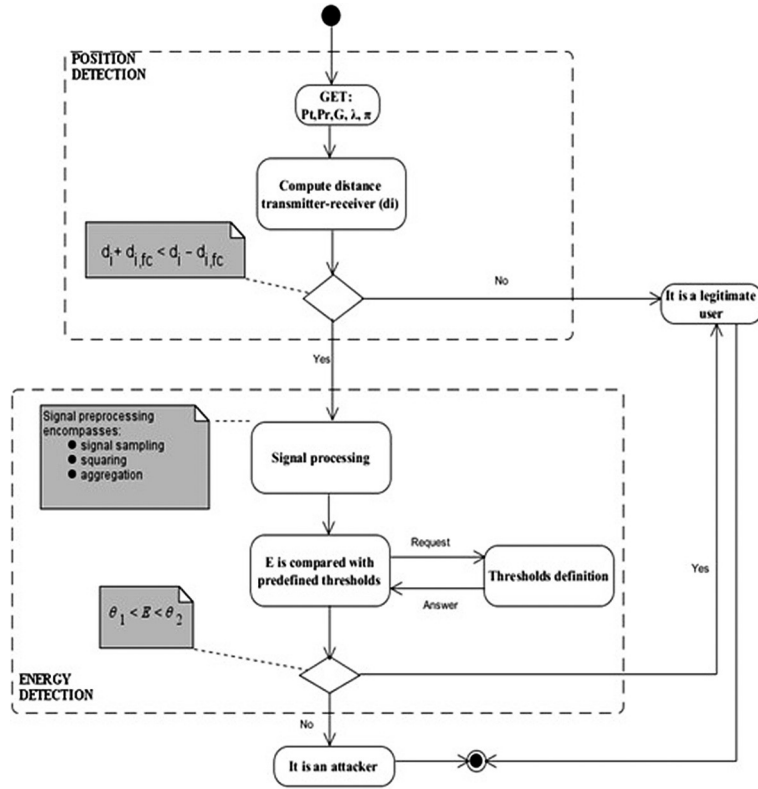 POSITION
DETECTION
GET:
Pt,Pr,G, λ, π
Compute distance
transmitter-receiver (di)
di+ di,fc < di – di,fc
No
It is a legitimate
user
Yes
Signal preprocessing
encompasses:
● signal sampling
● squaring
● aggregation
Signal processing
E is compared with
predefined thresholds
Request
Thresholds definition
Answer
Yes
θ1 < E < θ2
ENERGY
DETECTION
No
It is an attacker